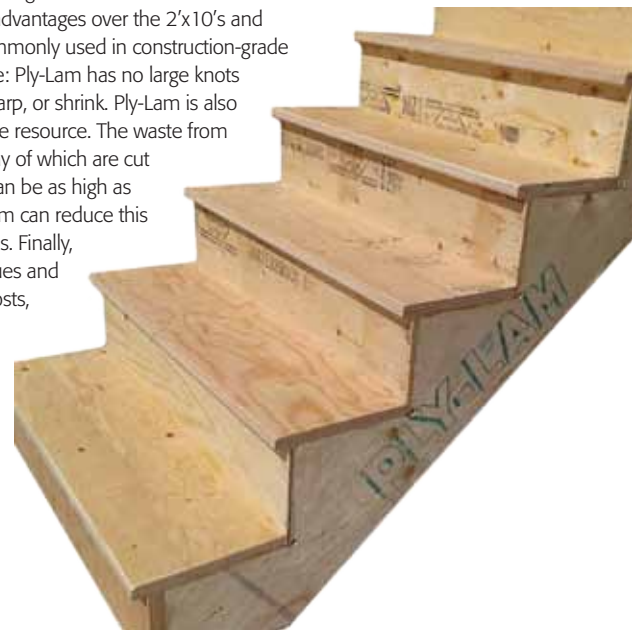 dvantages over the 2'x10's and
mmonly used in construction-grade
e: Ply-Lam has no large knots
arp, or shrink. Ply-Lam is also
e resource. The waste from
y of which are cut
an be as high as
m can reduce this
s. Finally,
ues and
osts,
PLY-LAM